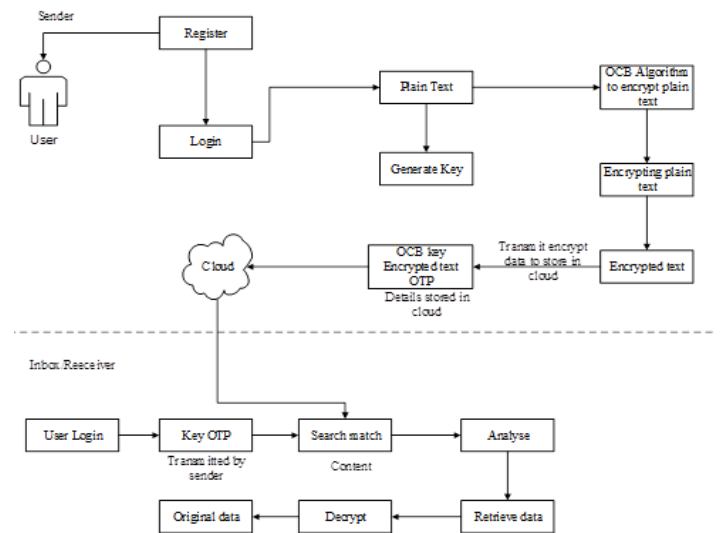 Sender
Register
User
Login
Plain Text
Generate Key
OCB Algorithm
to encrypt plain
text
Encrypting plain
text
Encrypted text
Transmit encrypt
data to store in
cloud
OCB key
Encrypted text
OTP
Details stored in
cloud
Cloud
Inbox/Reeceiver
User Login
Key OTP
Transmitted by
sender
Search match
Content
Analyse
Retrieve data
Decrypt
Original data